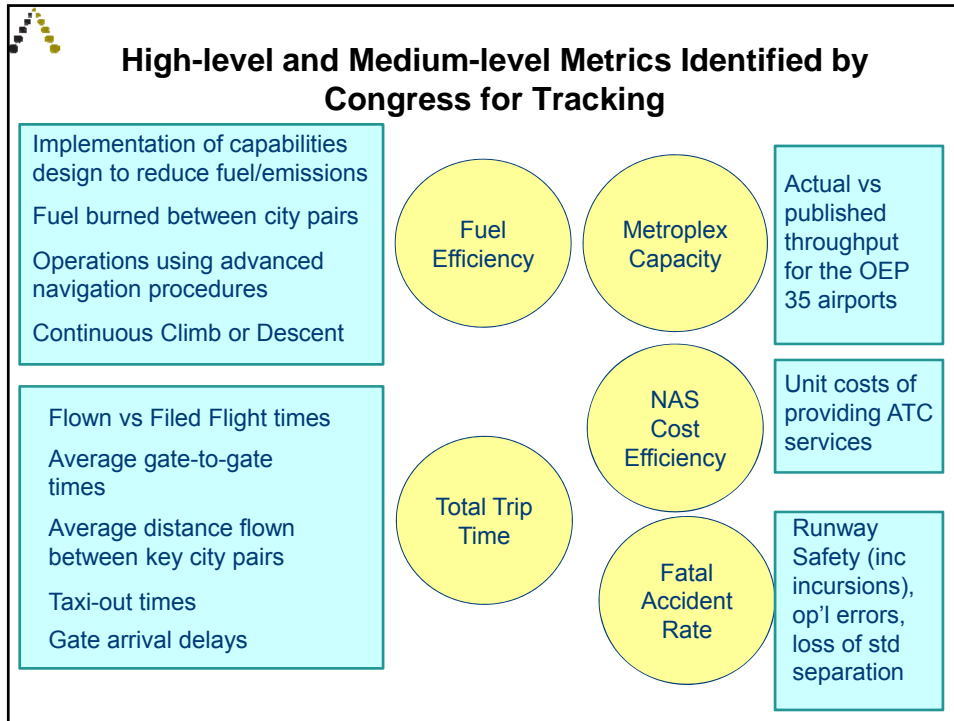 High-level and Medium-level Metrics Identified by
Congress for Tracking
Implementation of capabilities
design to reduce fuel/emissions
Fuel burned between city pairs
Operations using advanced
navigation procedures
Continuous Climb or Descent
Fuel
Efficiency
Metroplex
Capacity
Actual vs
published
throughput
for the OEP
35 airports
Flown vs Filed Flight times
Average gate-to-gate
times
Average distance flown
between key city pairs
Taxi-out times
Gate arrival delays
Total Trip
Time
NAS
Cost
Efficiency
Unit costs of
providing ATC
services
Fatal
Accident
Rate
Runway
Safety (inc
incursions),
op'l errors,
loss of std
separation